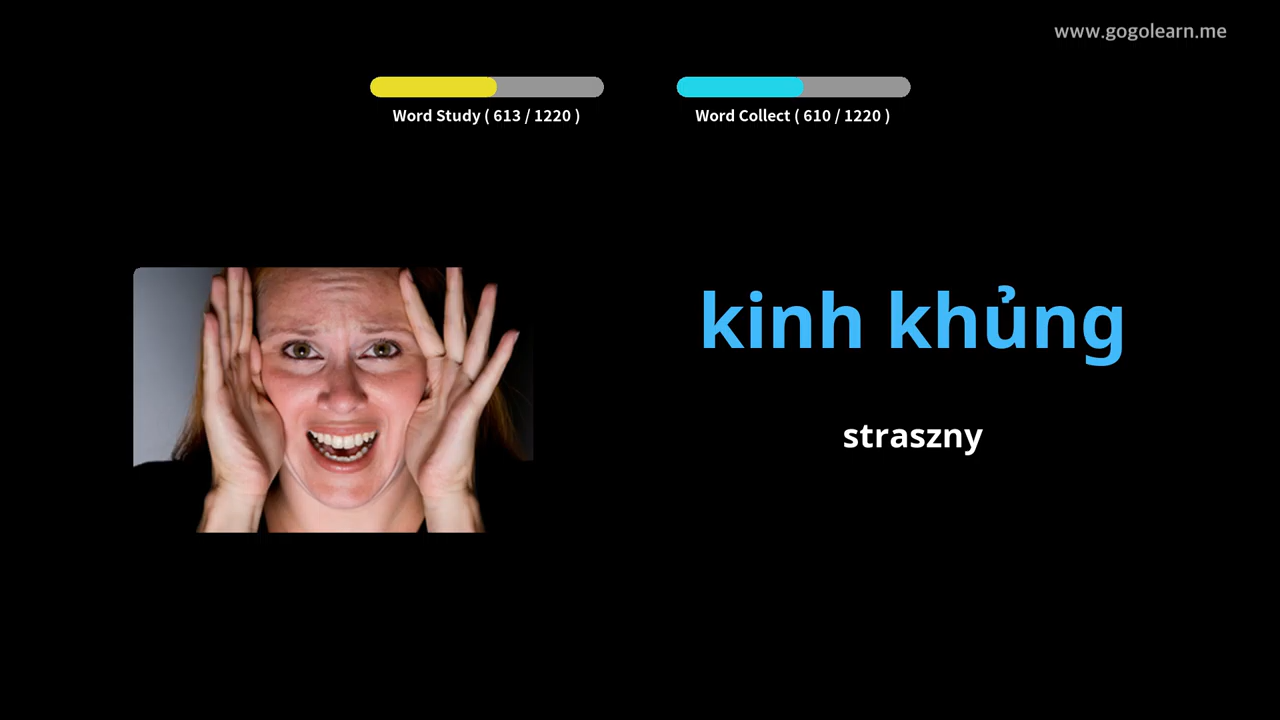 www.gogolearn.me
Word Study ( 613 / 1220 )
Word Collect ( 610 / 1220 )
kinh khủng
straszny